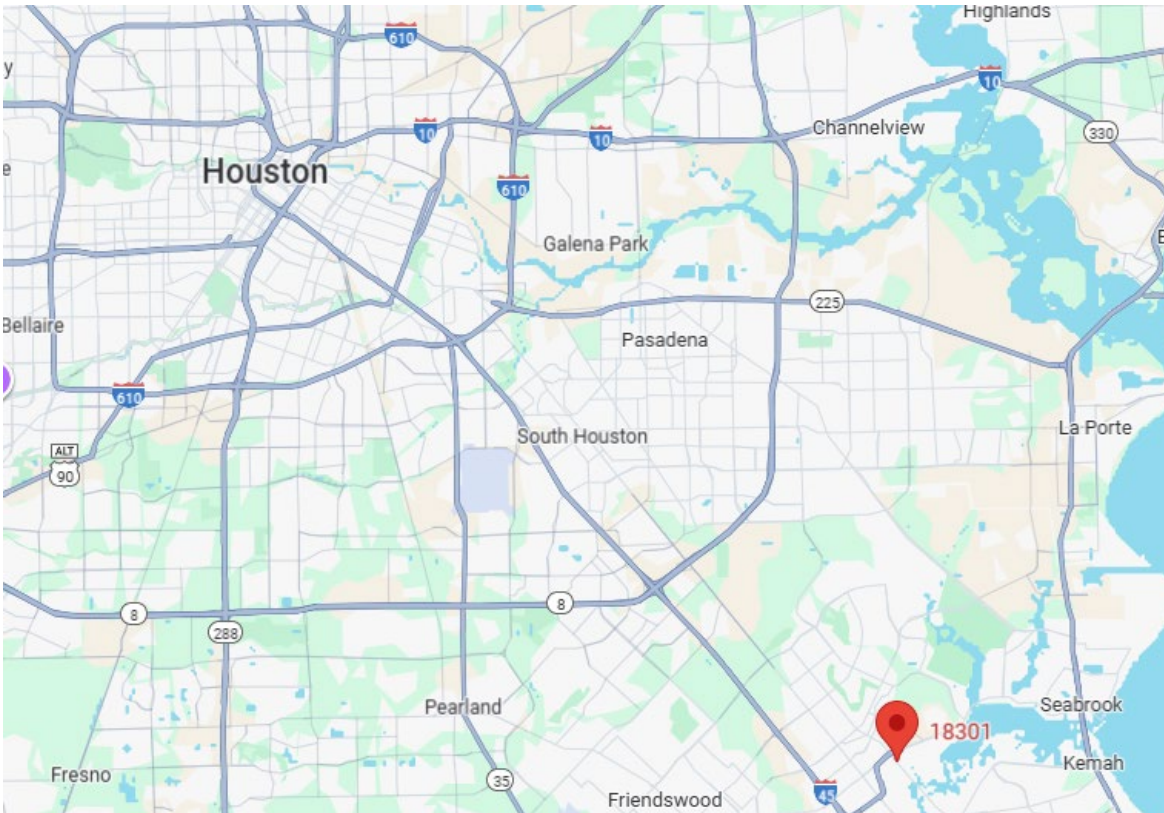 Highlands
610
y
10
10
10
Channelview
330
e
Houston
610
Galena Park
E
225
Bellaire
Pasadena
610
La Porte
South Houston
ALT
90
8
8
288
Pearland
Seabrook
18301
Kemah
Fresno
35
45
Friendswood